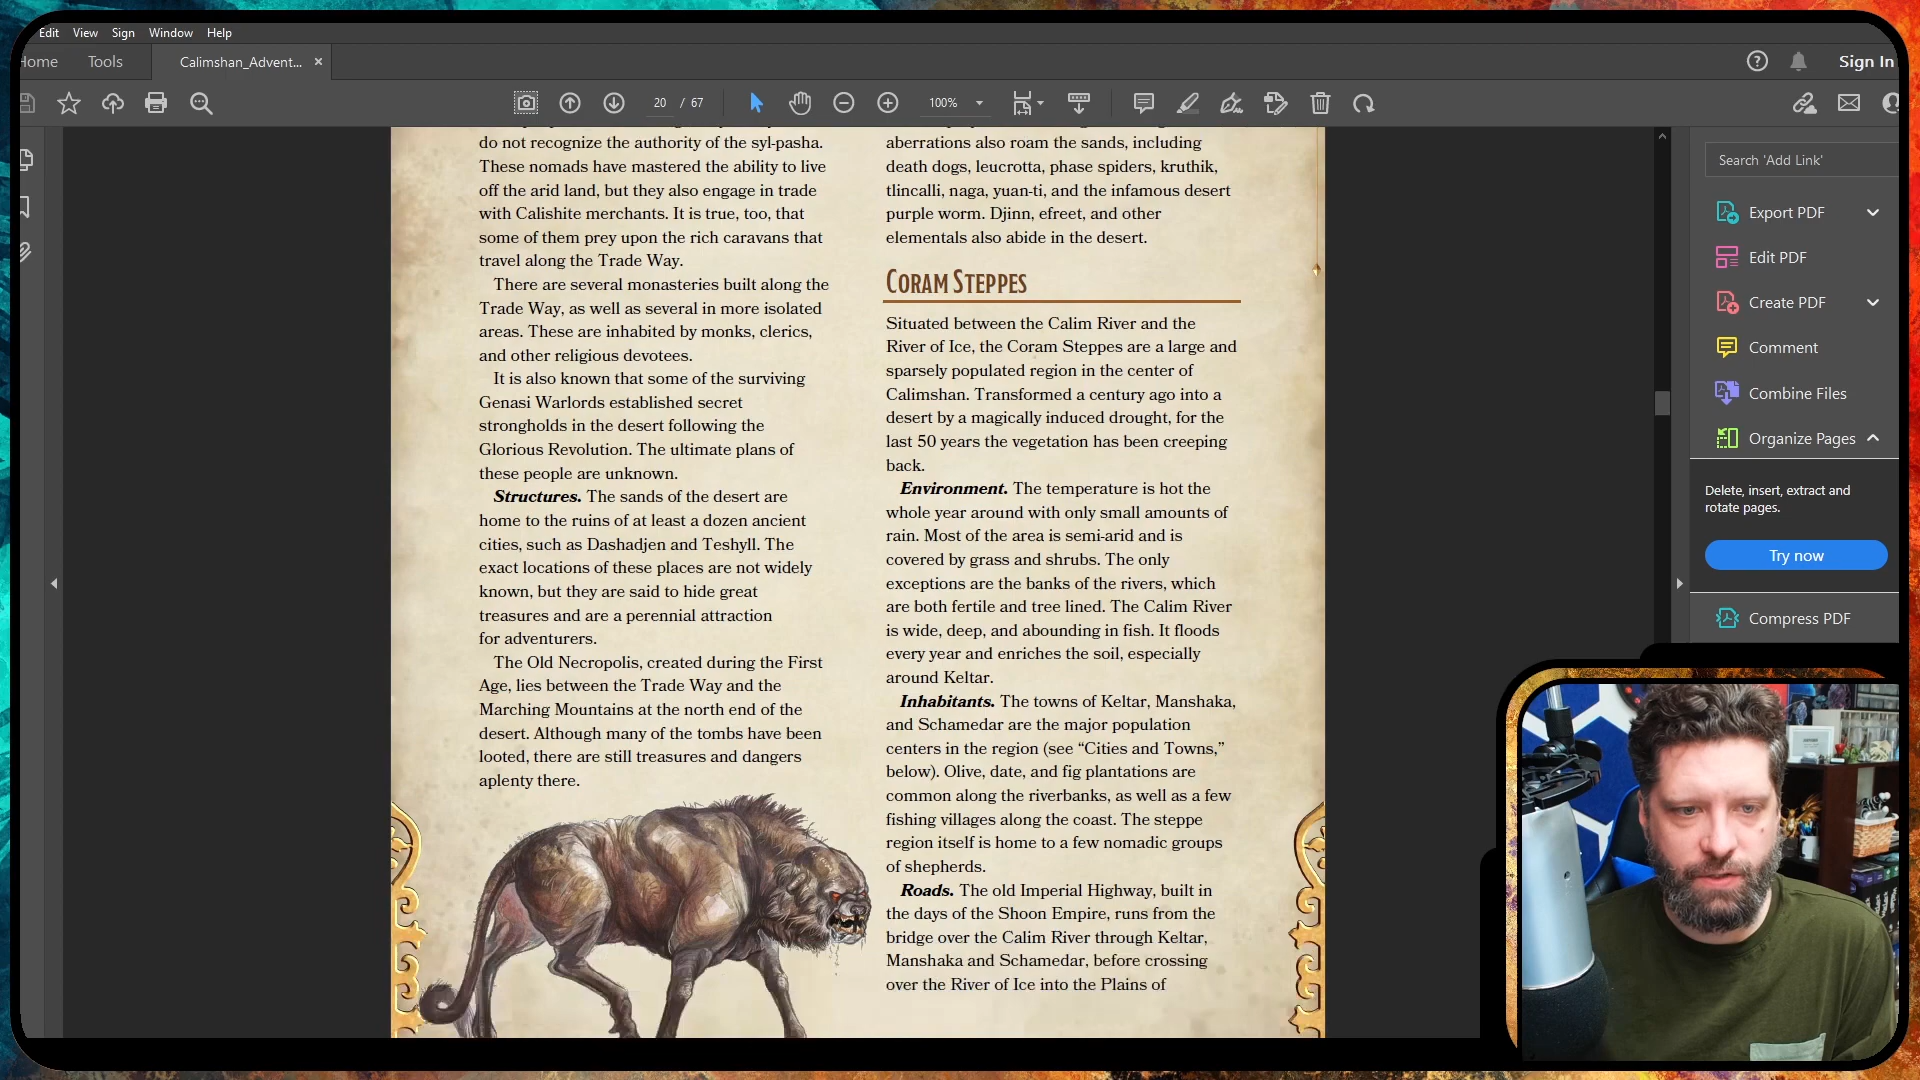 Edit View Sign Window Help
Home Tools Calimshan_Advent... × Sign In
20 / 67 100%
do not recognize the authority of the syl-pasha.
These nomads have mastered the ability to live
off the arid land, but they also engage in trade
with Calishite merchants. It is true, too, that
some of them prey upon the rich caravans that
travel along the Trade Way.
There are several monasteries built along the
Trade Way, as well as several in more isolated
areas. These are inhabited by monks, clerics,
and other religious devotees.
It is also known that some of the surviving
Genasi Warlords established secret
strongholds in the desert following the
Glorious Revolution. The ultimate plans of
these people are unknown.
Structures. The sands of the desert are
home to the ruins of at least a dozen ancient
cities, such as Dashadjen and Teshyll. The
exact locations of these places are not widely
known, but they are said to hide great
treasures and are a perennial attraction
for adventurers.
The Old Necropolis, created during the First
Age, lies between the Trade Way and the
Marching Mountains at the north end of the
desert. Although many of the tombs have been
looted, there are still treasures and dangers
aplenty there.
aberrations also roam the sands, including
death dogs, leucrotta, phase spiders, kruthik,
tlincalli, naga, yuan-ti, and the infamous desert
purple worm. Djinn, efreet, and other
elementals also abide in the desert.
CORAM STEPPES
Situated between the Calim River and the
River of Ice, the Coram Steppes are a large and
sparsely populated region in the center of
Calimshan. Transformed a century ago into a
desert by a magically induced drought, for the
last 50 years the vegetation has been creeping
back.
Environment. The temperature is hot the
whole year around with only small amounts of
rain. Most of the area is semi-arid and is
covered by grass and shrubs. The only
exceptions are the banks of the rivers, which
are both fertile and tree lined. The Calim River
is wide, deep, and abounding in fish. It floods
every year and enriches the soil, especially
around Keltar.
Inhabitants. The towns of Keltar, Manshaka,
and Schamedar are the major population
centers in the region (see “Cities and Towns,”
below). Olive, date, and fig plantations are
common along the riverbanks, as well as a few
fishing villages along the coast. The steppe
region itself is home to a few nomadic groups
of shepherds.
Roads. The old Imperial Highway, built in
the days of the Shoon Empire, runs from the
bridge over the Calim River through Keltar,
Manshaka and Schamedar, before crossing
over the River of Ice into the Plains of
Search 'Add Link'
Export PDF
Edit PDF
Create PDF
Comment
Combine Files
Organize Pages
Delete, insert, extract and
rotate pages.
Try now
Compress PDF